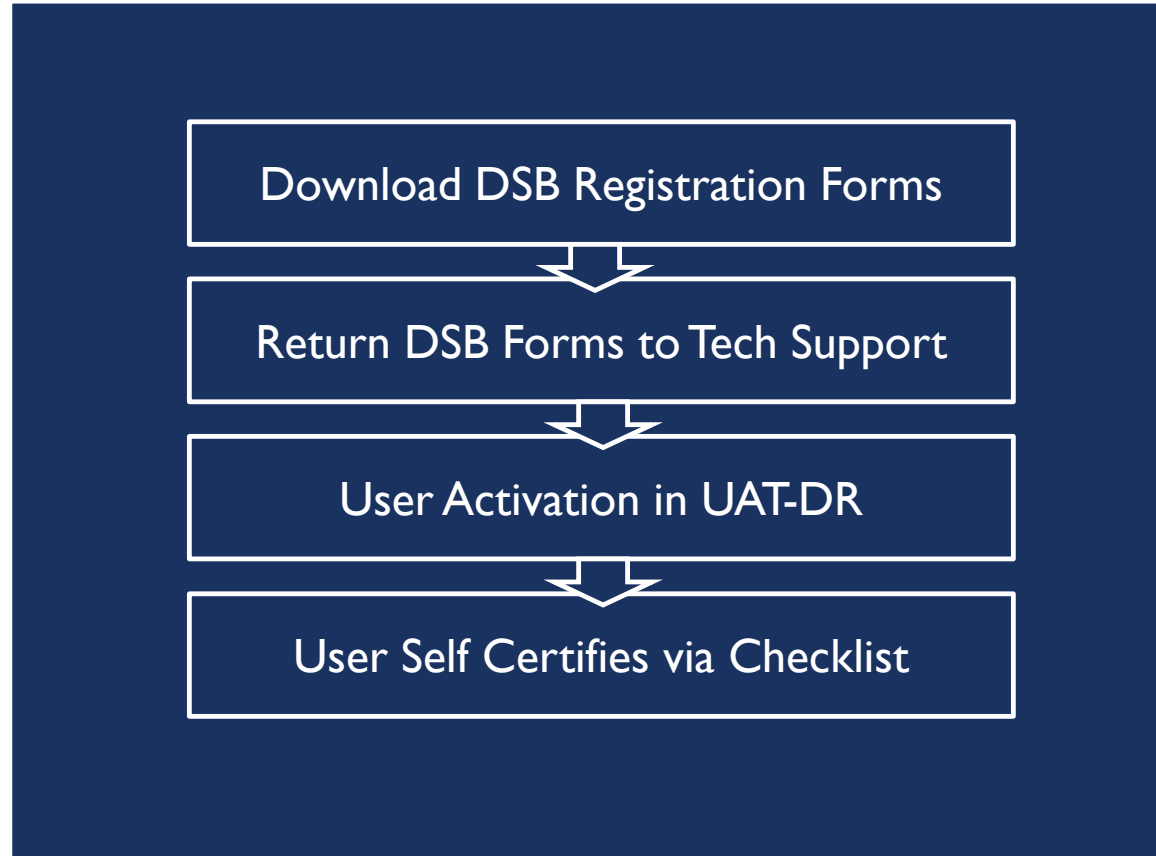 Download DSB Registration Forms
Return DSB Forms to Tech Support
User Activation in UAT-DR
User Self Certifies via Checklist